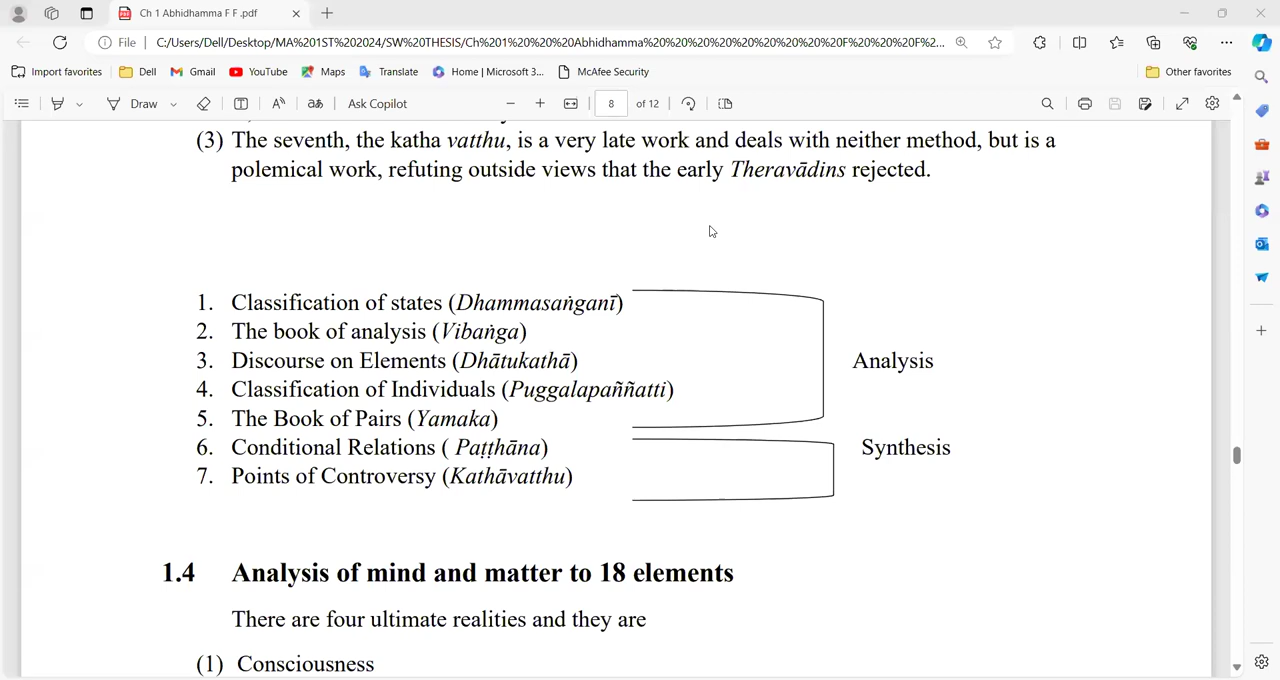 Ch 1 Abhidhamma F F .pdf
File
C:/Users/Dell/Desktop/MA%201ST%202024/SW%20THESIS/Ch%201%20%20%20Abhidhamma%20%20%20%20%20%20%20%20%20F%20%20%20F%2...
Import favorites Dell Gmail YouTube Maps Translate Home | Microsoft 3... McAfee Security Other favorites
Draw Ask Copilot 8 of 12
(3) The seventh, the katha vatthu, is a very late work and deals with neither method, but is a
polemical work, refuting outside views that the early Theravādins rejected.
1. Classification of states (Dhammasaṅganī)
2. The book of analysis (Vibaṅga)
3. Discourse on Elements (Dhātukathā)
Analysis
4. Classification of Individuals (Puggalapaññatti)
5. The Book of Pairs (Yamaka)
6. Conditional Relations ( Paṭṭhāna)
Synthesis
7. Points of Controversy (Kathāvatthu)
1.4 Analysis of mind and matter to 18 elements
There are four ultimate realities and they are
(1) Consciousness